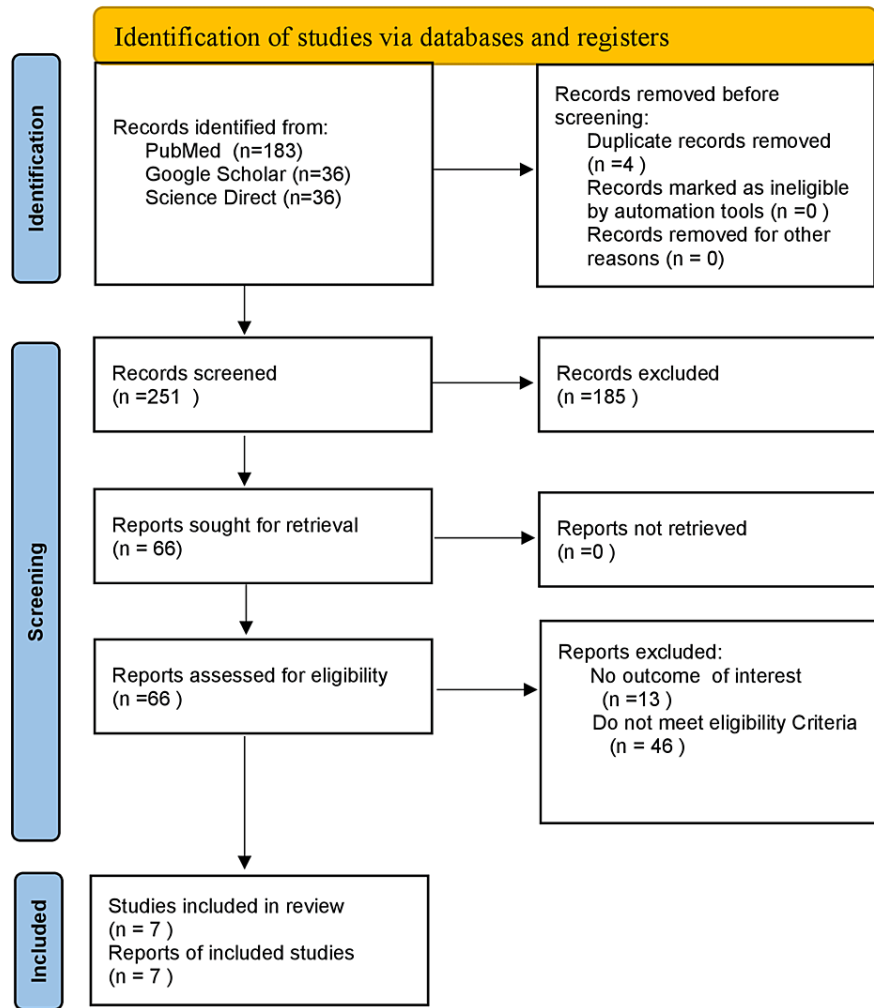 Identification of studies via databases and registers
Identification
Records identified from:
PubMed (n=183)
Google Scholar (n=36)
Science Direct (n=36)
Records removed before
screening:
Duplicate records removed
(n =4 )
Records marked as ineligible
by automation tools (n =0 )
Records removed for other
reasons (n = 0)
Screening
Records screened
(n =251 )
Records excluded
(n =185 )
Reports sought for retrieval
(n = 66)
Reports not retrieved
(n =0 )
Reports assessed for eligibility
(n =66 )
Reports excluded:
No outcome of interest
(n =13 )
Do not meet eligibility Criteria
(n = 46 )
Included
Studies included in review
(n = 7 )
Reports of included studies
(n = 7 )